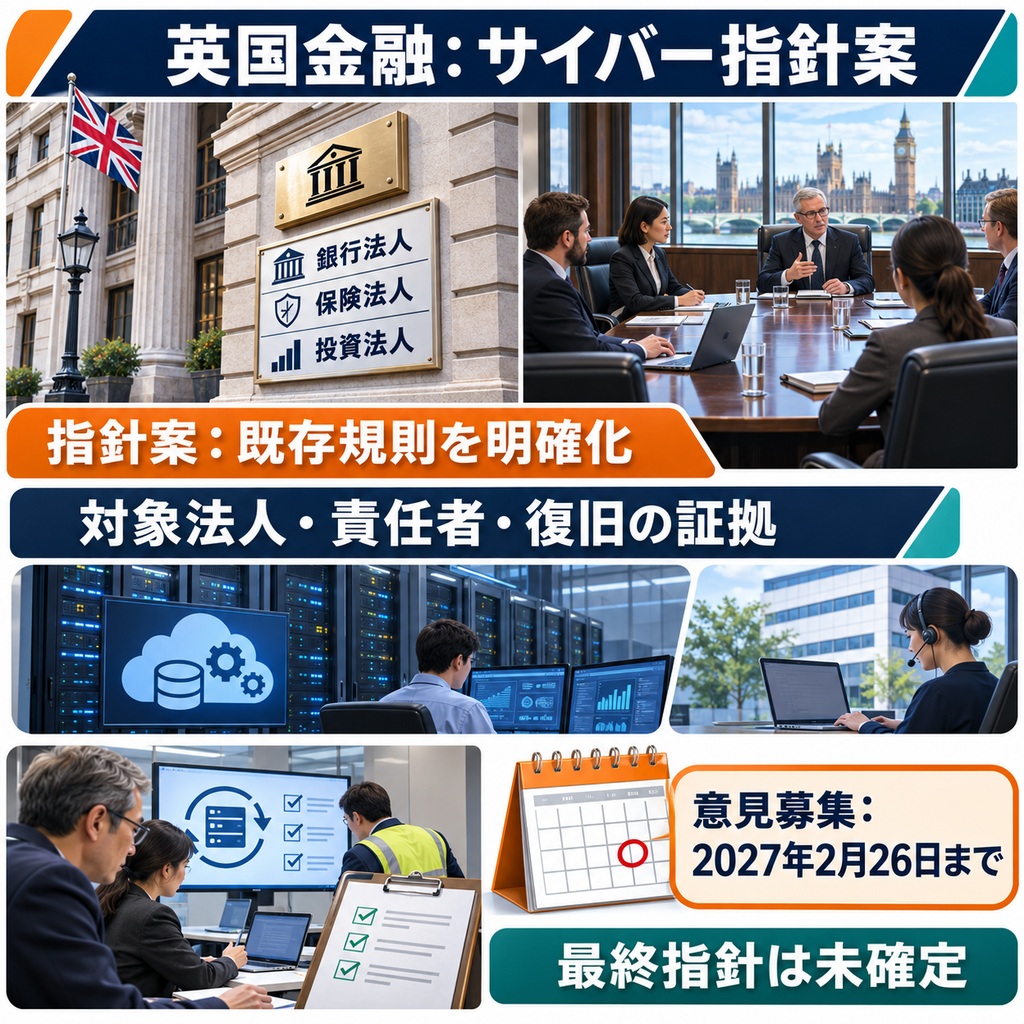 英国金融：サイバー指針案
銀行法人
保険法人
投資法人
指針案：既存規則を明確化
対象法人・責任者・復旧の証拠
意見募集：
2027年2月26日まで
最終指針は未確定